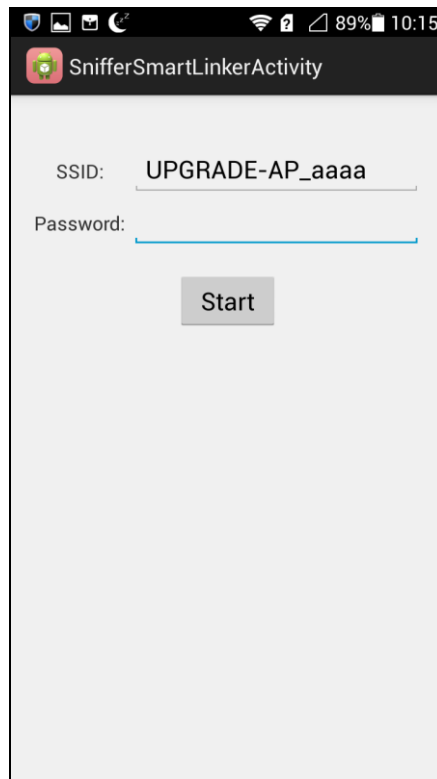 89% 10:15
SnifferSmartLinkerActivity
SSID: UPGRADE-AP_aaaa
Password:
Start